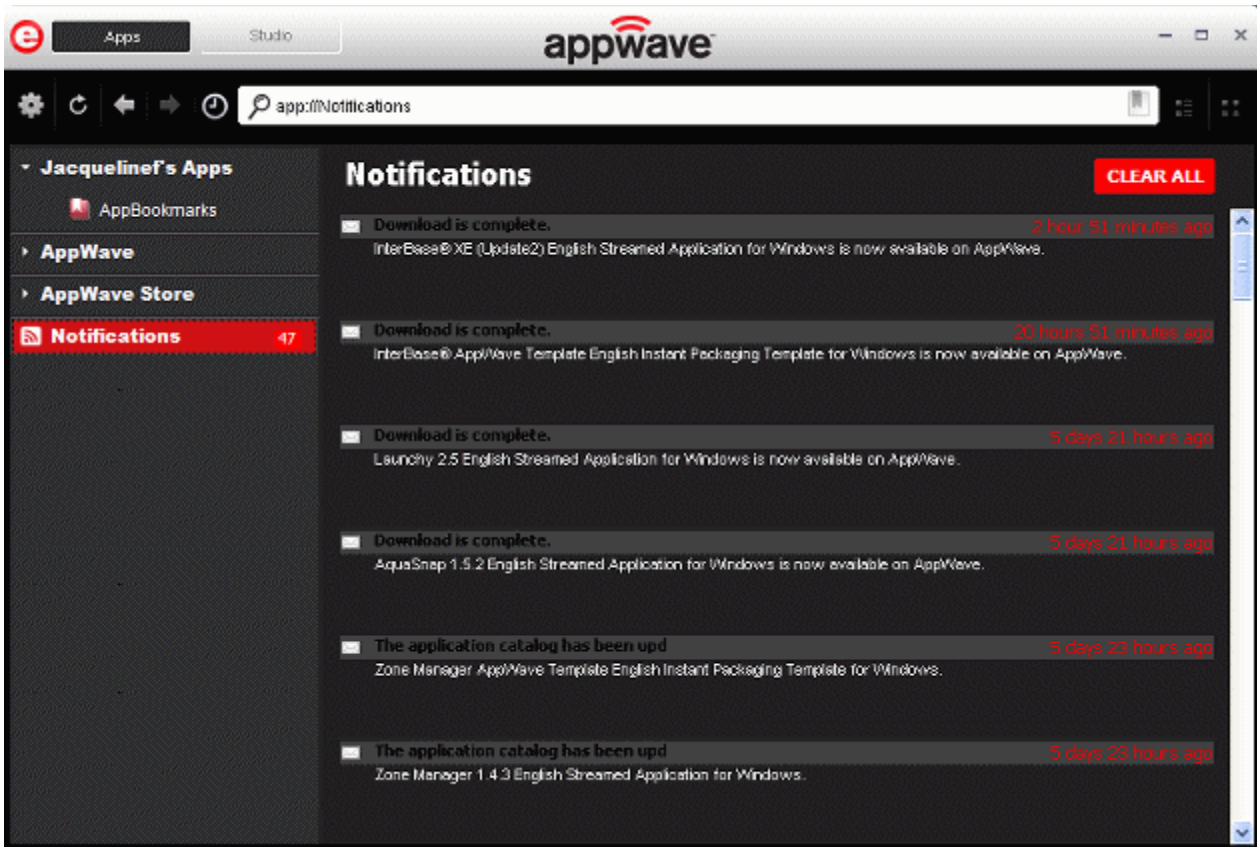 e
Apps
Studio
appwave
app://Notifications
Jacquelinef's Apps
AppBookmarks
AppWave
AppWave Store
Notifications 47
Notifications
CLEAR ALL
Download is complete. 2 hour 51 minutes ago
InterBase® XE (Update2) English Streamed Application for Windows is now available on AppWave.
Download is complete. 20 hours 51 minutes ago
InterBase® AppWave Template English Instant Packaging Template for Windows is now available on AppWave.
Download is complete. 5 days 21 hours ago
Launchy 2.5 English Streamed Application for Windows is now available on AppWave.
Download is complete. 5 days 21 hours ago
AquaSnap 1.5.2 English Streamed Application for Windows is now available on AppWave.
The application catalog has been upd 5 days 23 hours ago
Zone Manager AppWave Template English Instant Packaging Template for Windows.
The application catalog has been upd 5 days 23 hours ago
Zone Manager 1.4.3 English Streamed Application for Windows.